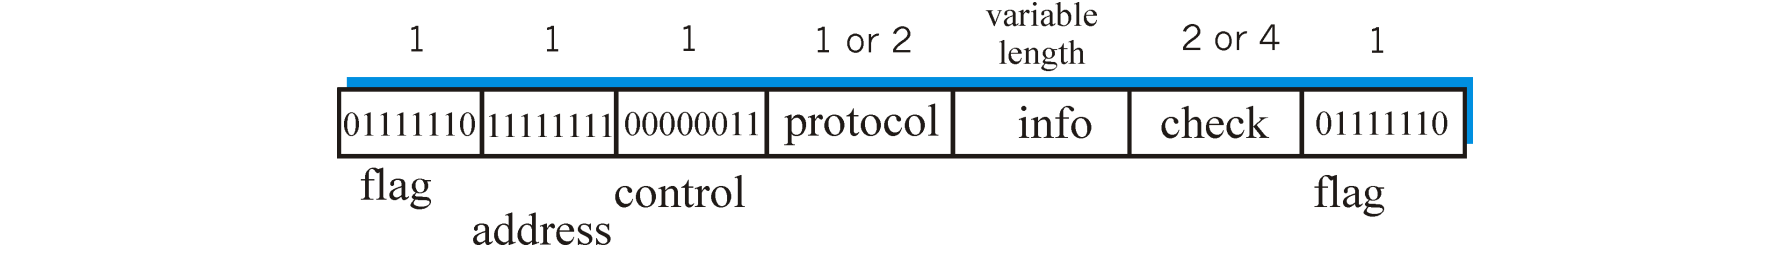 1 1 1 1 or 2 variable length 2 or 4 1
01111110 11111111 00000011 protocol info check 01111110
flag address control flag